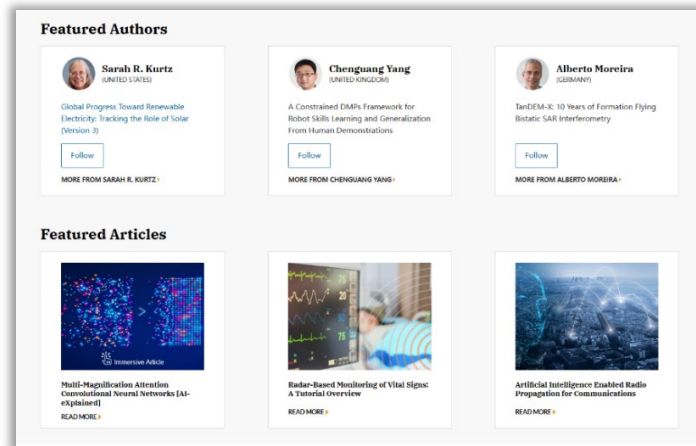 Featured Authors
Sarah R. Kurtz
(UNITED STATES)
Global Progress Toward Renewable
Electricity: Tracking the Role of Solar
(Version 3)
Follow
MORE FROM SARAH R. KURTZ
Chenguang Yang
(UNITED KINGDOM)
A Constrained DMPs Framework for
Robot Skills Learning and Generalization
From Human Demonstrations
Follow
MORE FROM CHENGUANG YANG
Alberto Moreira
(GERMANY)
TanDEM-X: 10 Years of Formation Flying
Bistatic SAR Interferometry
Follow
MORE FROM ALBERTO MOREIRA
Featured Articles
Immersive Article
Multi-Magnification Attention
Convolutional Neural Networks [AI-
eXplained]
READ MORE
20
75
Radar-Based Monitoring of Vital Signs:
A Tutorial Overview
READ MORE
Artificial Intelligence Enabled Radio
Propagation for Communications
READ MORE